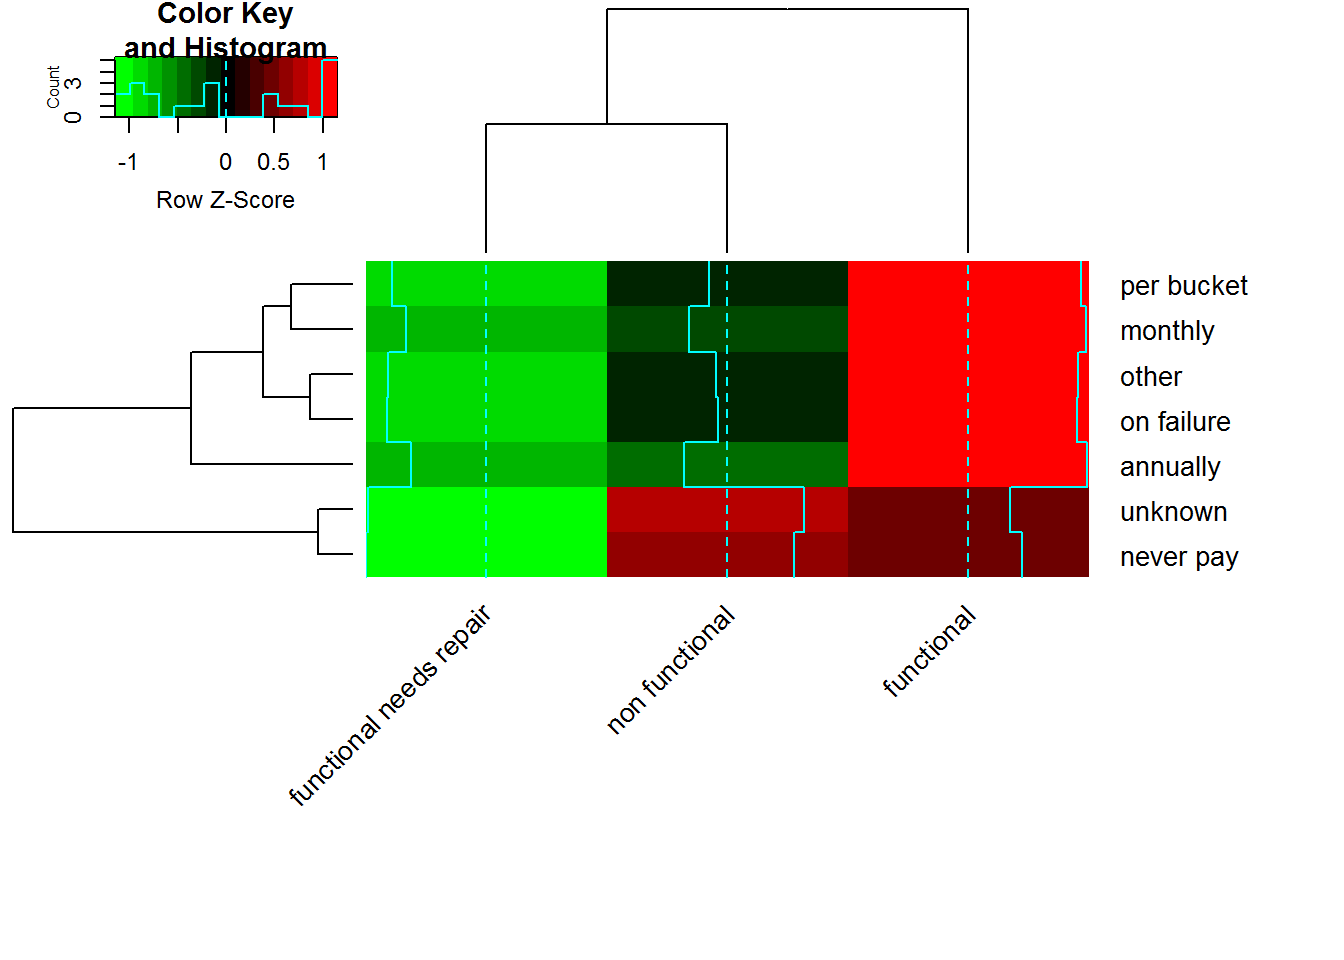 Color Key
and Histogram
Count
0 3
-1 0 0.5 1
Row Z-Score
per bucket
monthly
other
on failure
annually
unknown
never pay
functional needs repair
non functional
functional